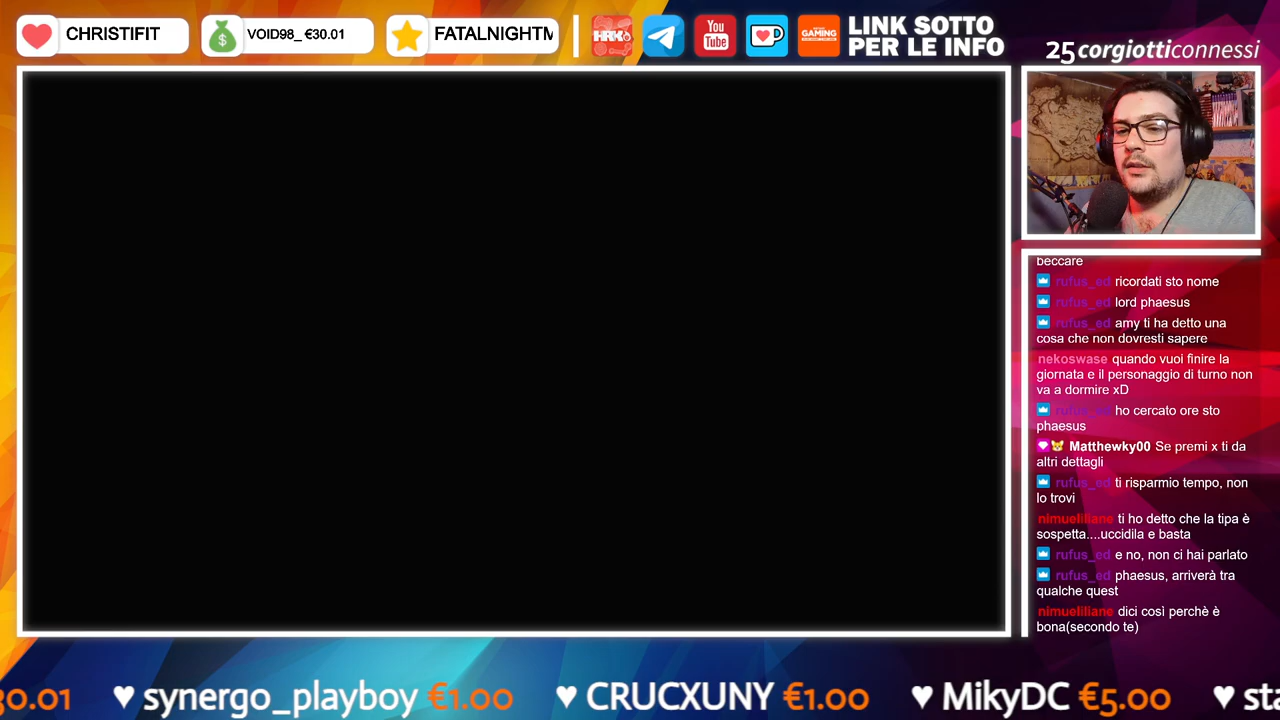 CHRISTIFIT
VOID98_ €30.01
FATALNIGHTM
HRK
You
Tube
GAMING
LINK SOTTO
PER LE INFO
25corgiotticonnessi
beccare
rufus_ed ricordati sto nome
rufus_ed lord phaesus
rufus_ed amy ti ha detto una
cosa che non dovresti sapere
nekoswase quando vuoi finire la
giornata e il personaggio di turno non
va a dormire xD
rufus_ed ho cercato ore sto
phaesus
Matthewky00 Se premi x ti da
altri dettagli
rufus_ed ti risparmio tempo, non
lo trovi
nimueliliane ti ho detto che la tipa è
sospetta....uccidila e basta
rufus_ed e no, non ci hai parlato
rufus_ed phaesus, arriverà tra
qualche quest
nimueliliane dici così perchè è
bona(secondo te)
30.01 ♥ synergo_playboy €1.00 ♥ CRUCXUNY €1.00 ♥ MikyDC €5.00 ♥ sta